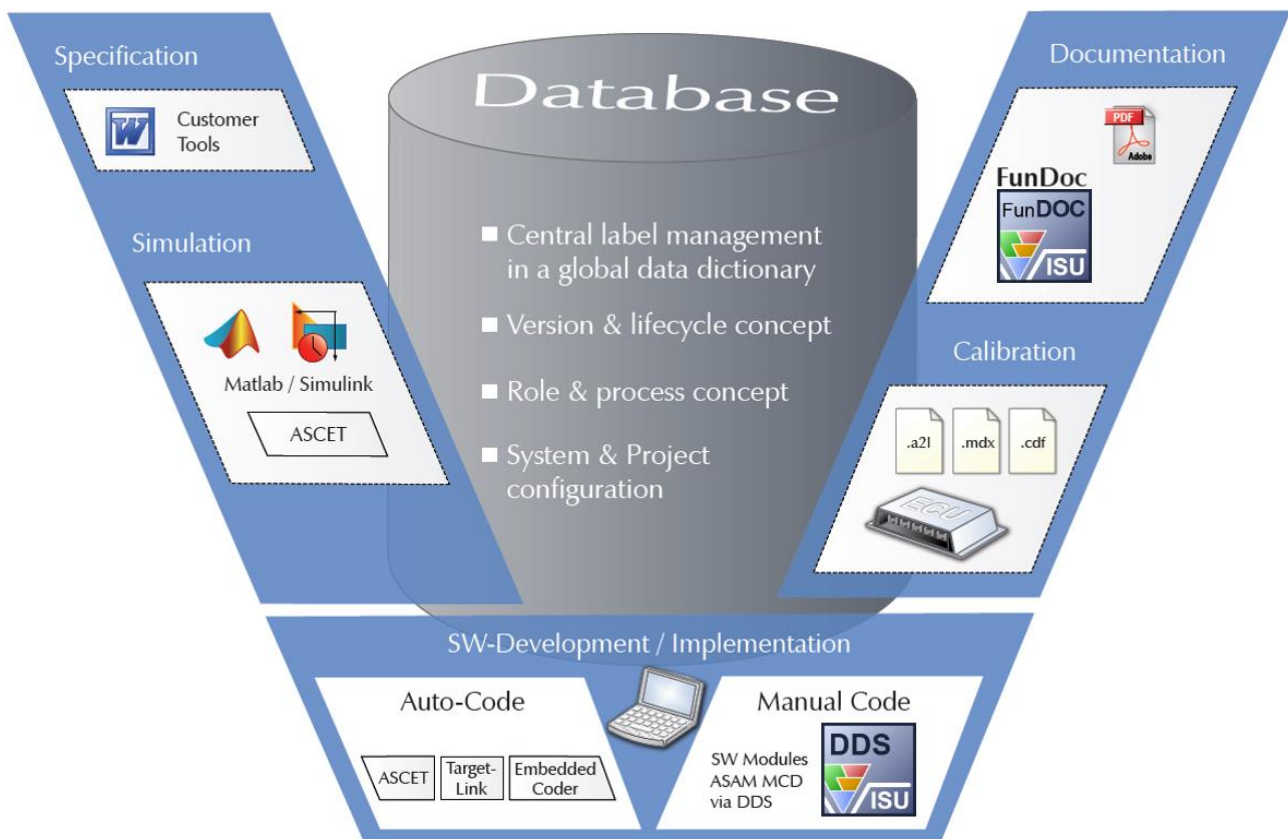 Specification
W
Customer
Tools
Simulation
Matlab / Simulink
ASCET
Database
■ Central label management
in a global data dictionary
■ Version & lifecycle concept
■ Role & process concept
■ System & Project
configuration
Documentation
PDF
Adobe
FunDoc
FunDOC
ISU
Calibration
.a2l
.mdx
.cdf
ECU
SW-Development / Implementation
Auto-Code
ASCET
Target-
Link
Embedded
Coder
Manual Code
SW Modules
ASAM MCD
via DDS
DDS
ISU